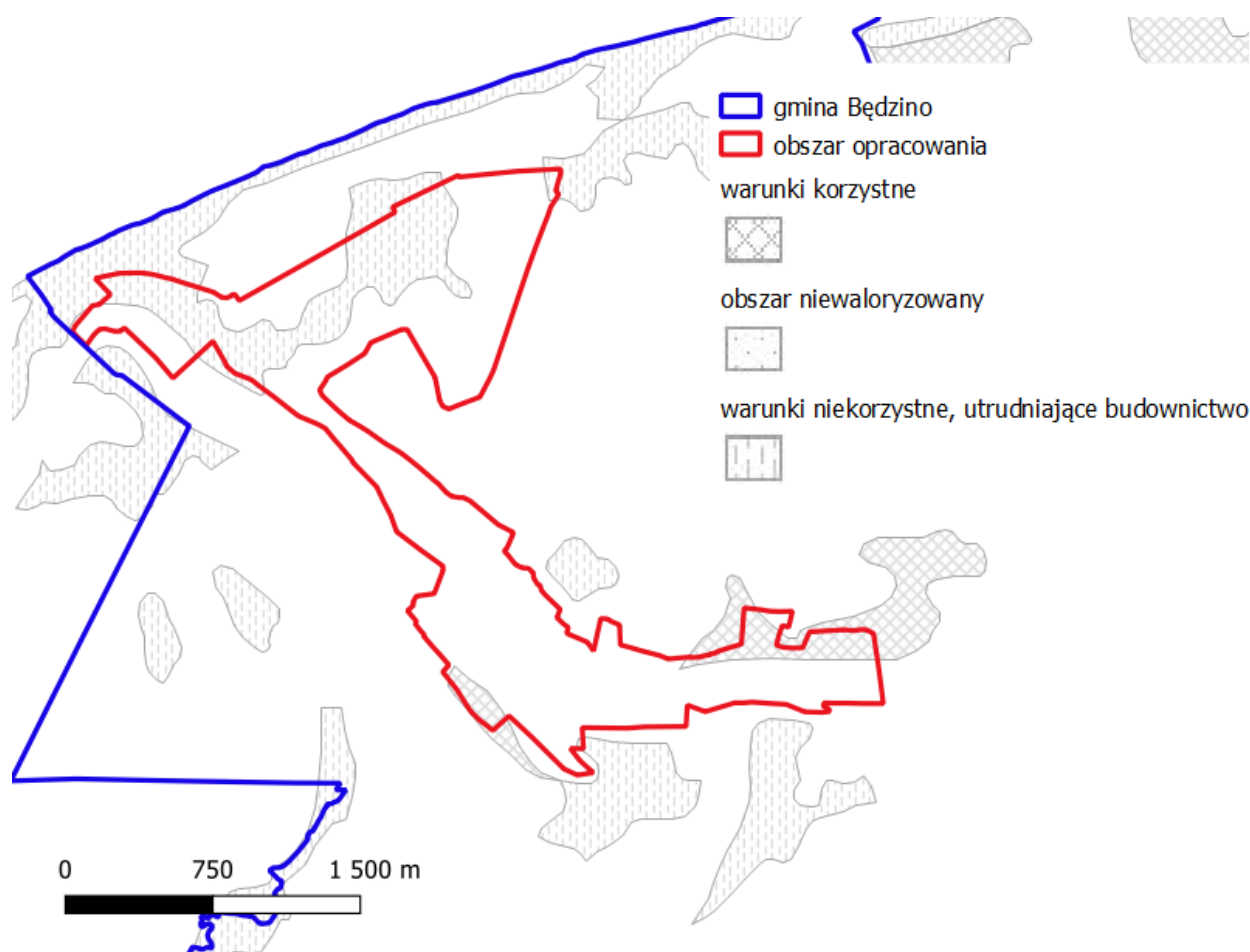 gmina Będzino
obszar opracowania
warunki korzystne
obszar niewaloryzowany
warunki niekorzystne, utrudniające budownictwo
0 750 1 500 m